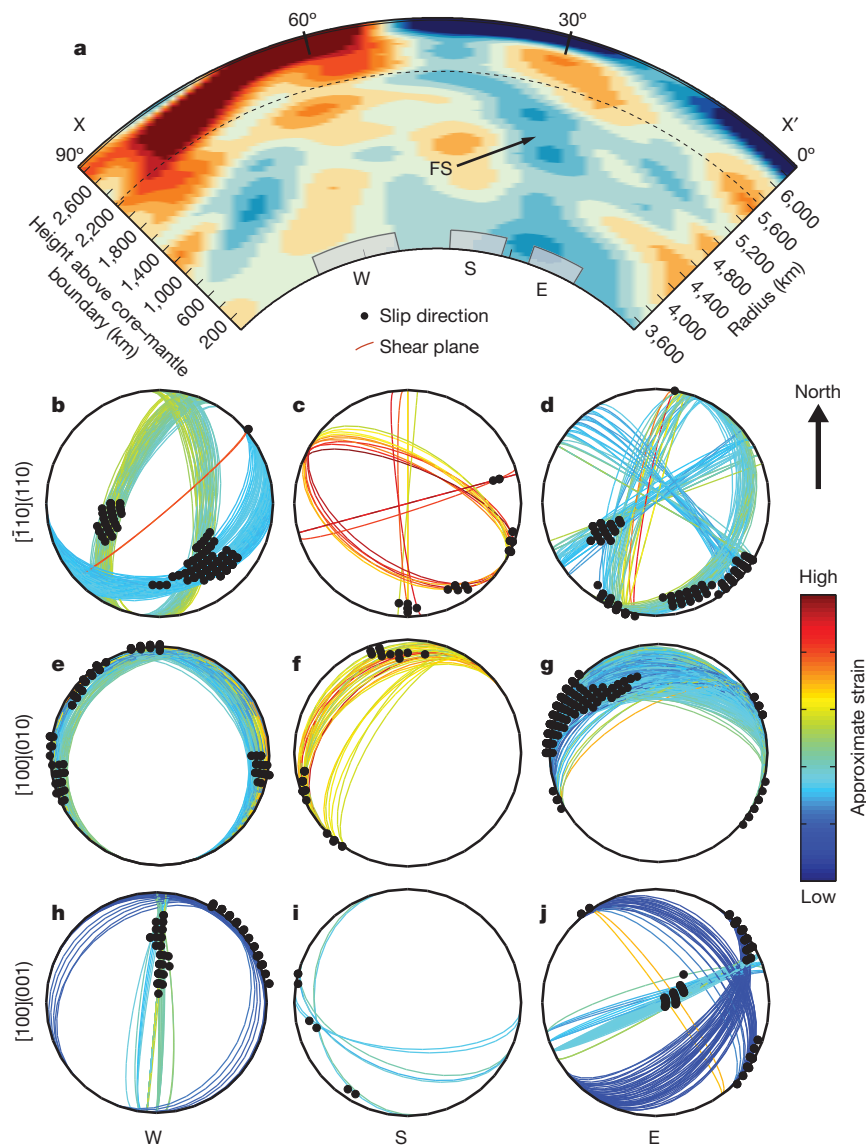 a
60º
30º
X
X′
90º
0º
FS
2,600
2,200
1,800
1,400
1,000
600
200
Height above core–mantle
boundary (km)
6,000
5,600
5,200
4,800
4,400
4,000
3,600
Radius (km)
W
S
E
Slip direction
Shear plane
North
b
c
d
[1̄10](110)
High
Approximate strain
Low
e
f
g
[100](010)
h
i
j
[100](001)
W
S
E